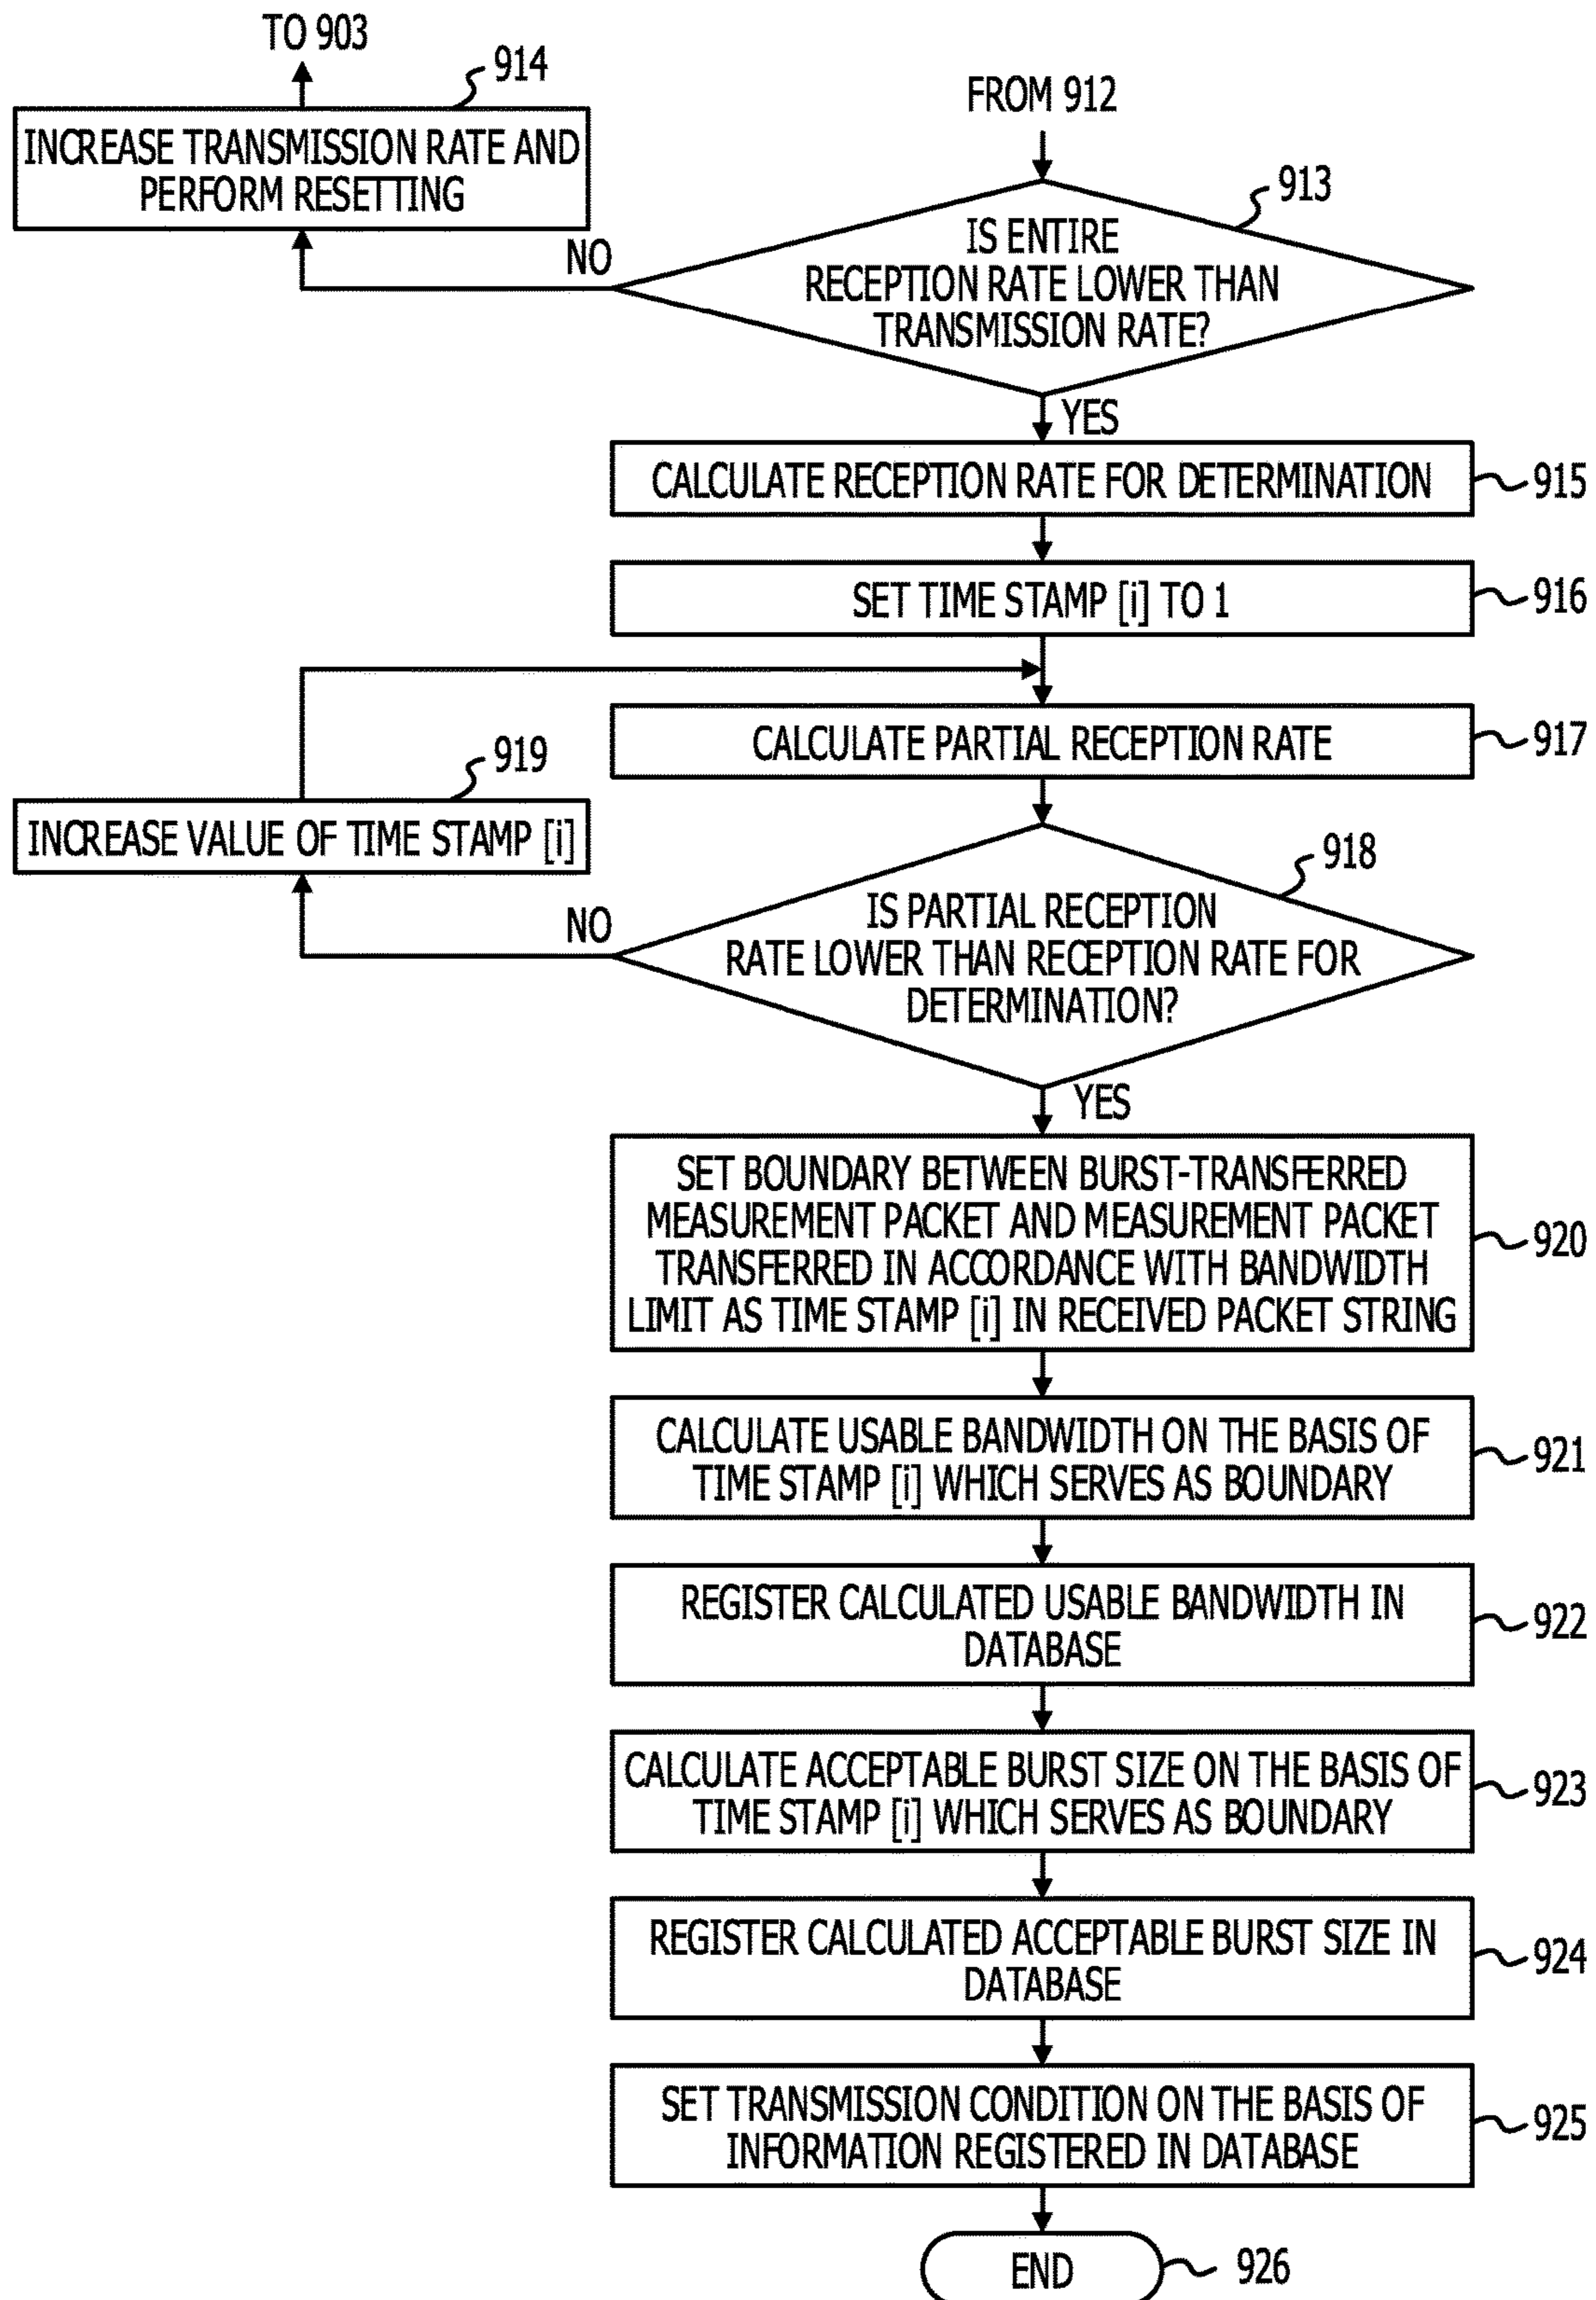 TO 903
914
INCREASE TRANSMISSION RATE AND
PERFORM RESETTING
FROM 912
913
IS ENTIRE
RECEPTION RATE LOWER THAN
TRANSMISSION RATE?
NO
YES
CALCULATE RECEPTION RATE FOR DETERMINATION
915
SET TIME STAMP [i] TO 1
916
CALCULATE PARTIAL RECEPTION RATE
917
919
INCREASE VALUE OF TIME STAMP [i]
918
IS PARTIAL RECEPTION
RATE LOWER THAN RECEPTION RATE FOR
DETERMINATION?
NO
YES
SET BOUNDARY BETWEEN BURST-TRANSFERRED
MEASUREMENT PACKET AND MEASUREMENT PACKET
TRANSFERRED IN ACCORDANCE WITH BANDWIDTH
LIMIT AS TIME STAMP [i] IN RECEIVED PACKET STRING
920
CALCULATE USABLE BANDWIDTH ON THE BASIS OF
TIME STAMP [i] WHICH SERVES AS BOUNDARY
921
REGISTER CALCULATED USABLE BANDWIDTH IN
DATABASE
922
CALCULATE ACCEPTABLE BURST SIZE ON THE BASIS OF
TIME STAMP [i] WHICH SERVES AS BOUNDARY
923
REGISTER CALCULATED ACCEPTABLE BURST SIZE IN
DATABASE
924
SET TRANSMISSION CONDITION ON THE BASIS OF
INFORMATION REGISTERED IN DATABASE
925
END
926